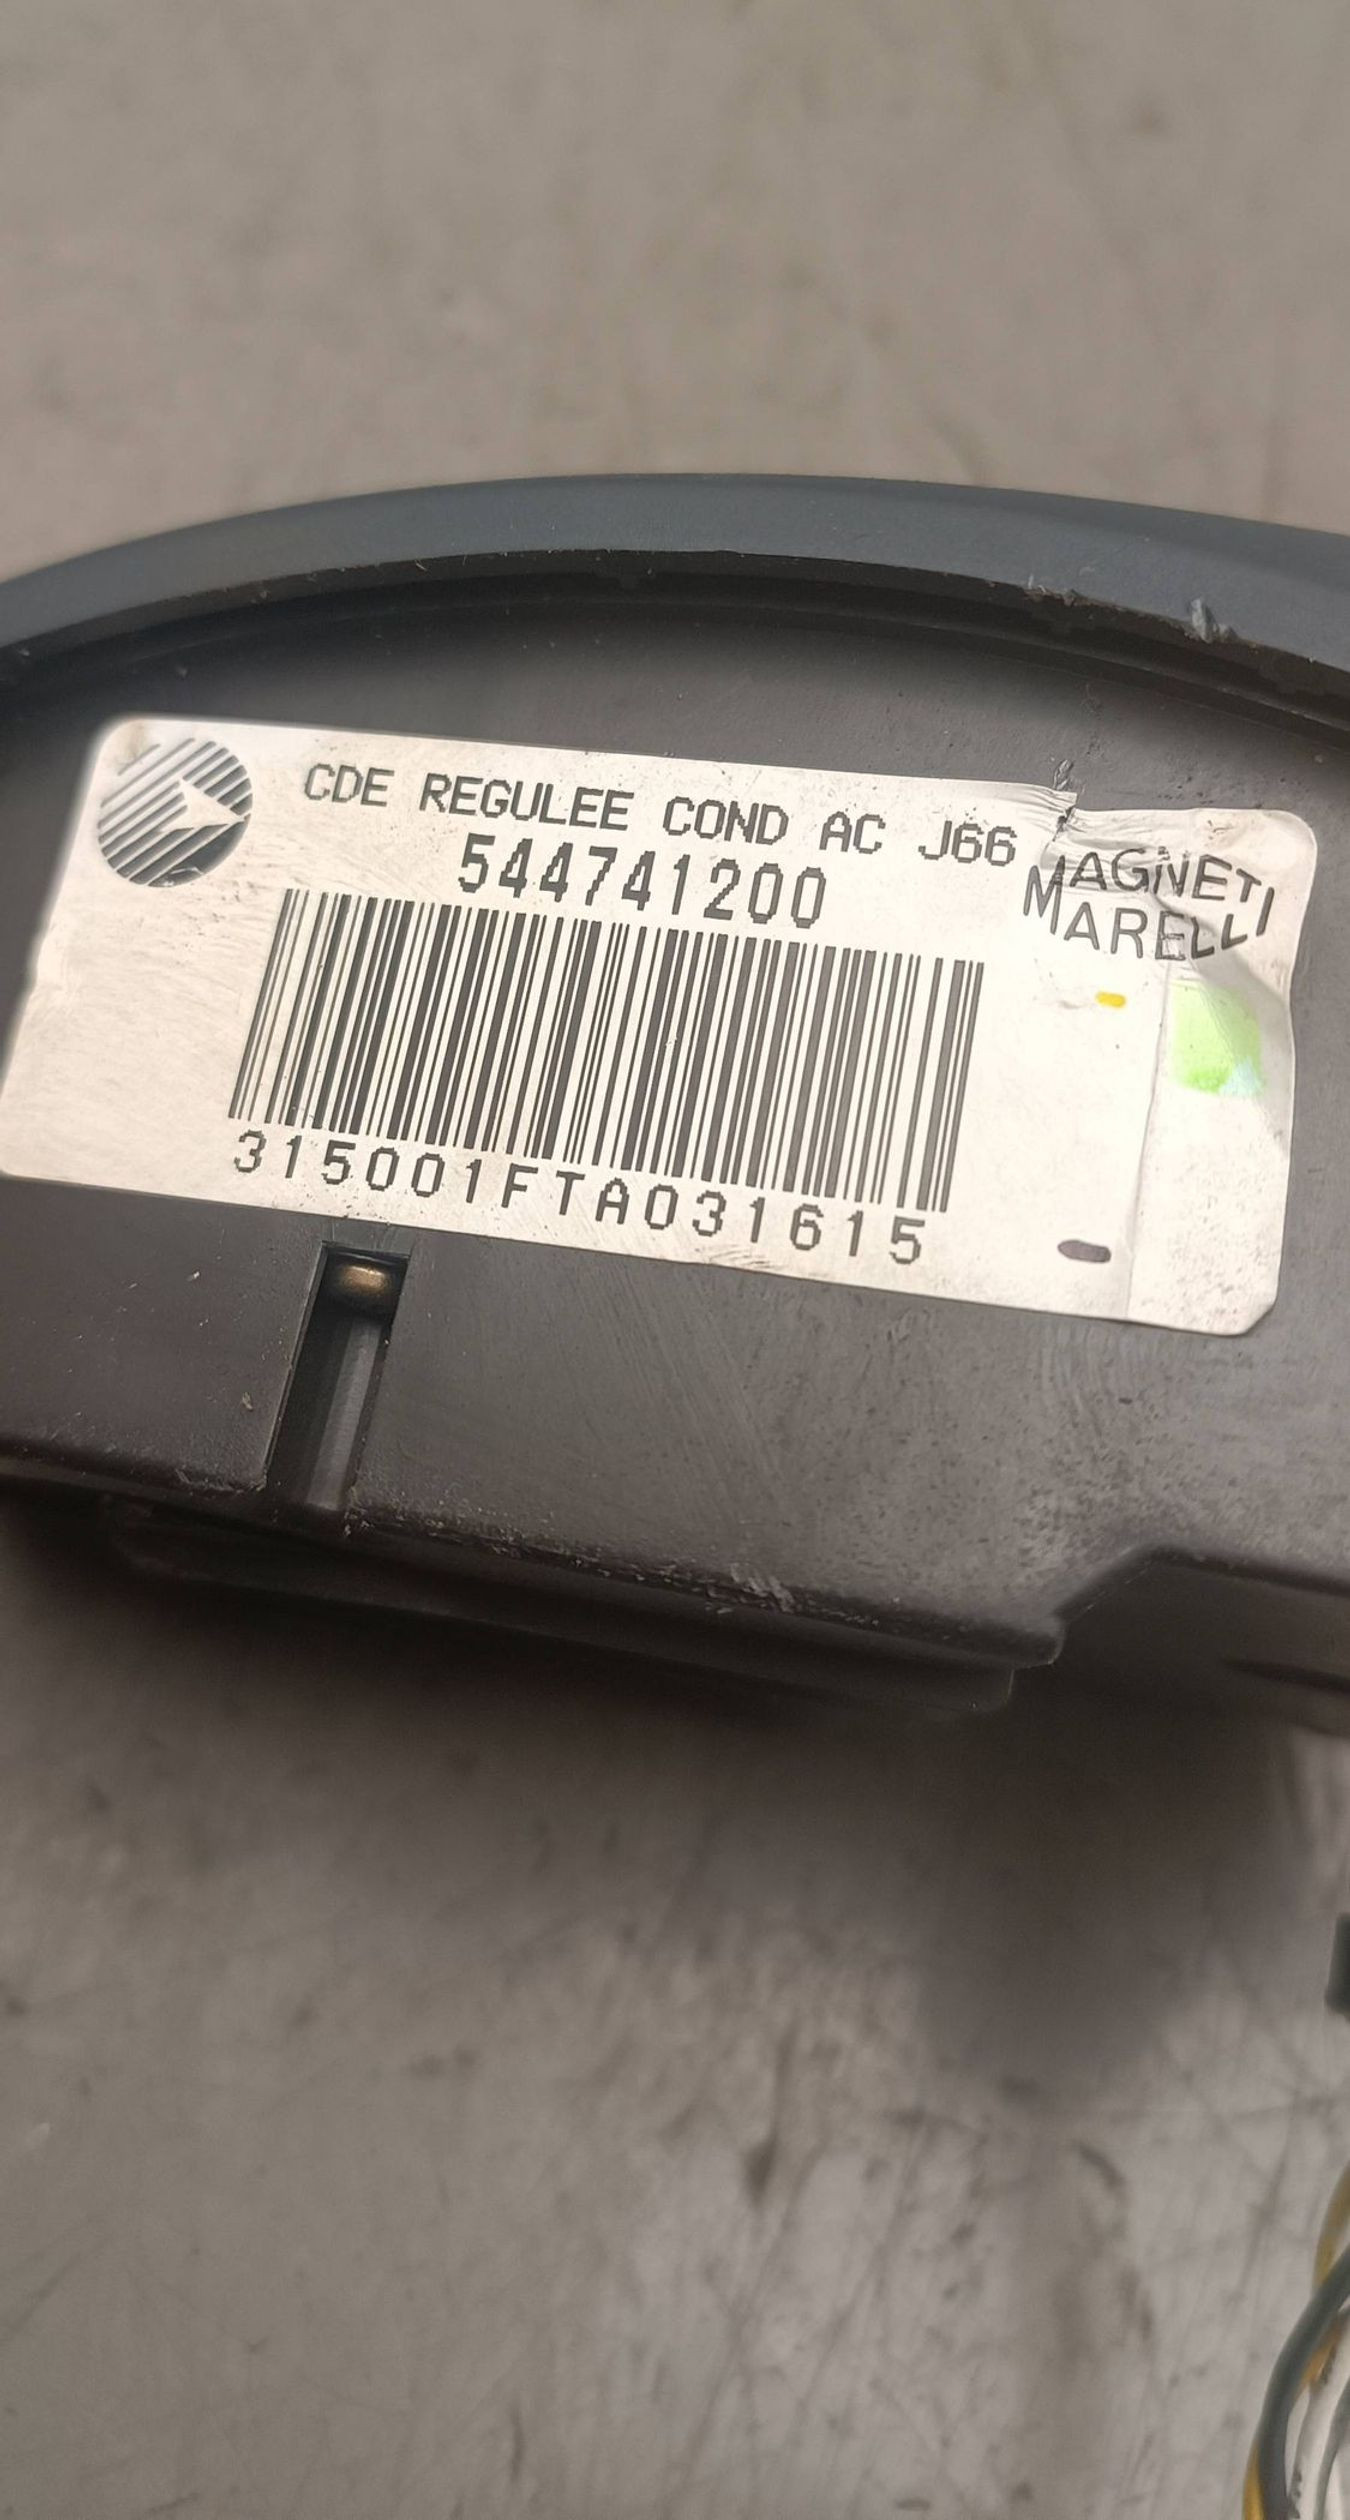 CDE REGULEE COND AC J66
544741200
MAGNETI
MARELLI
315001FTA031615